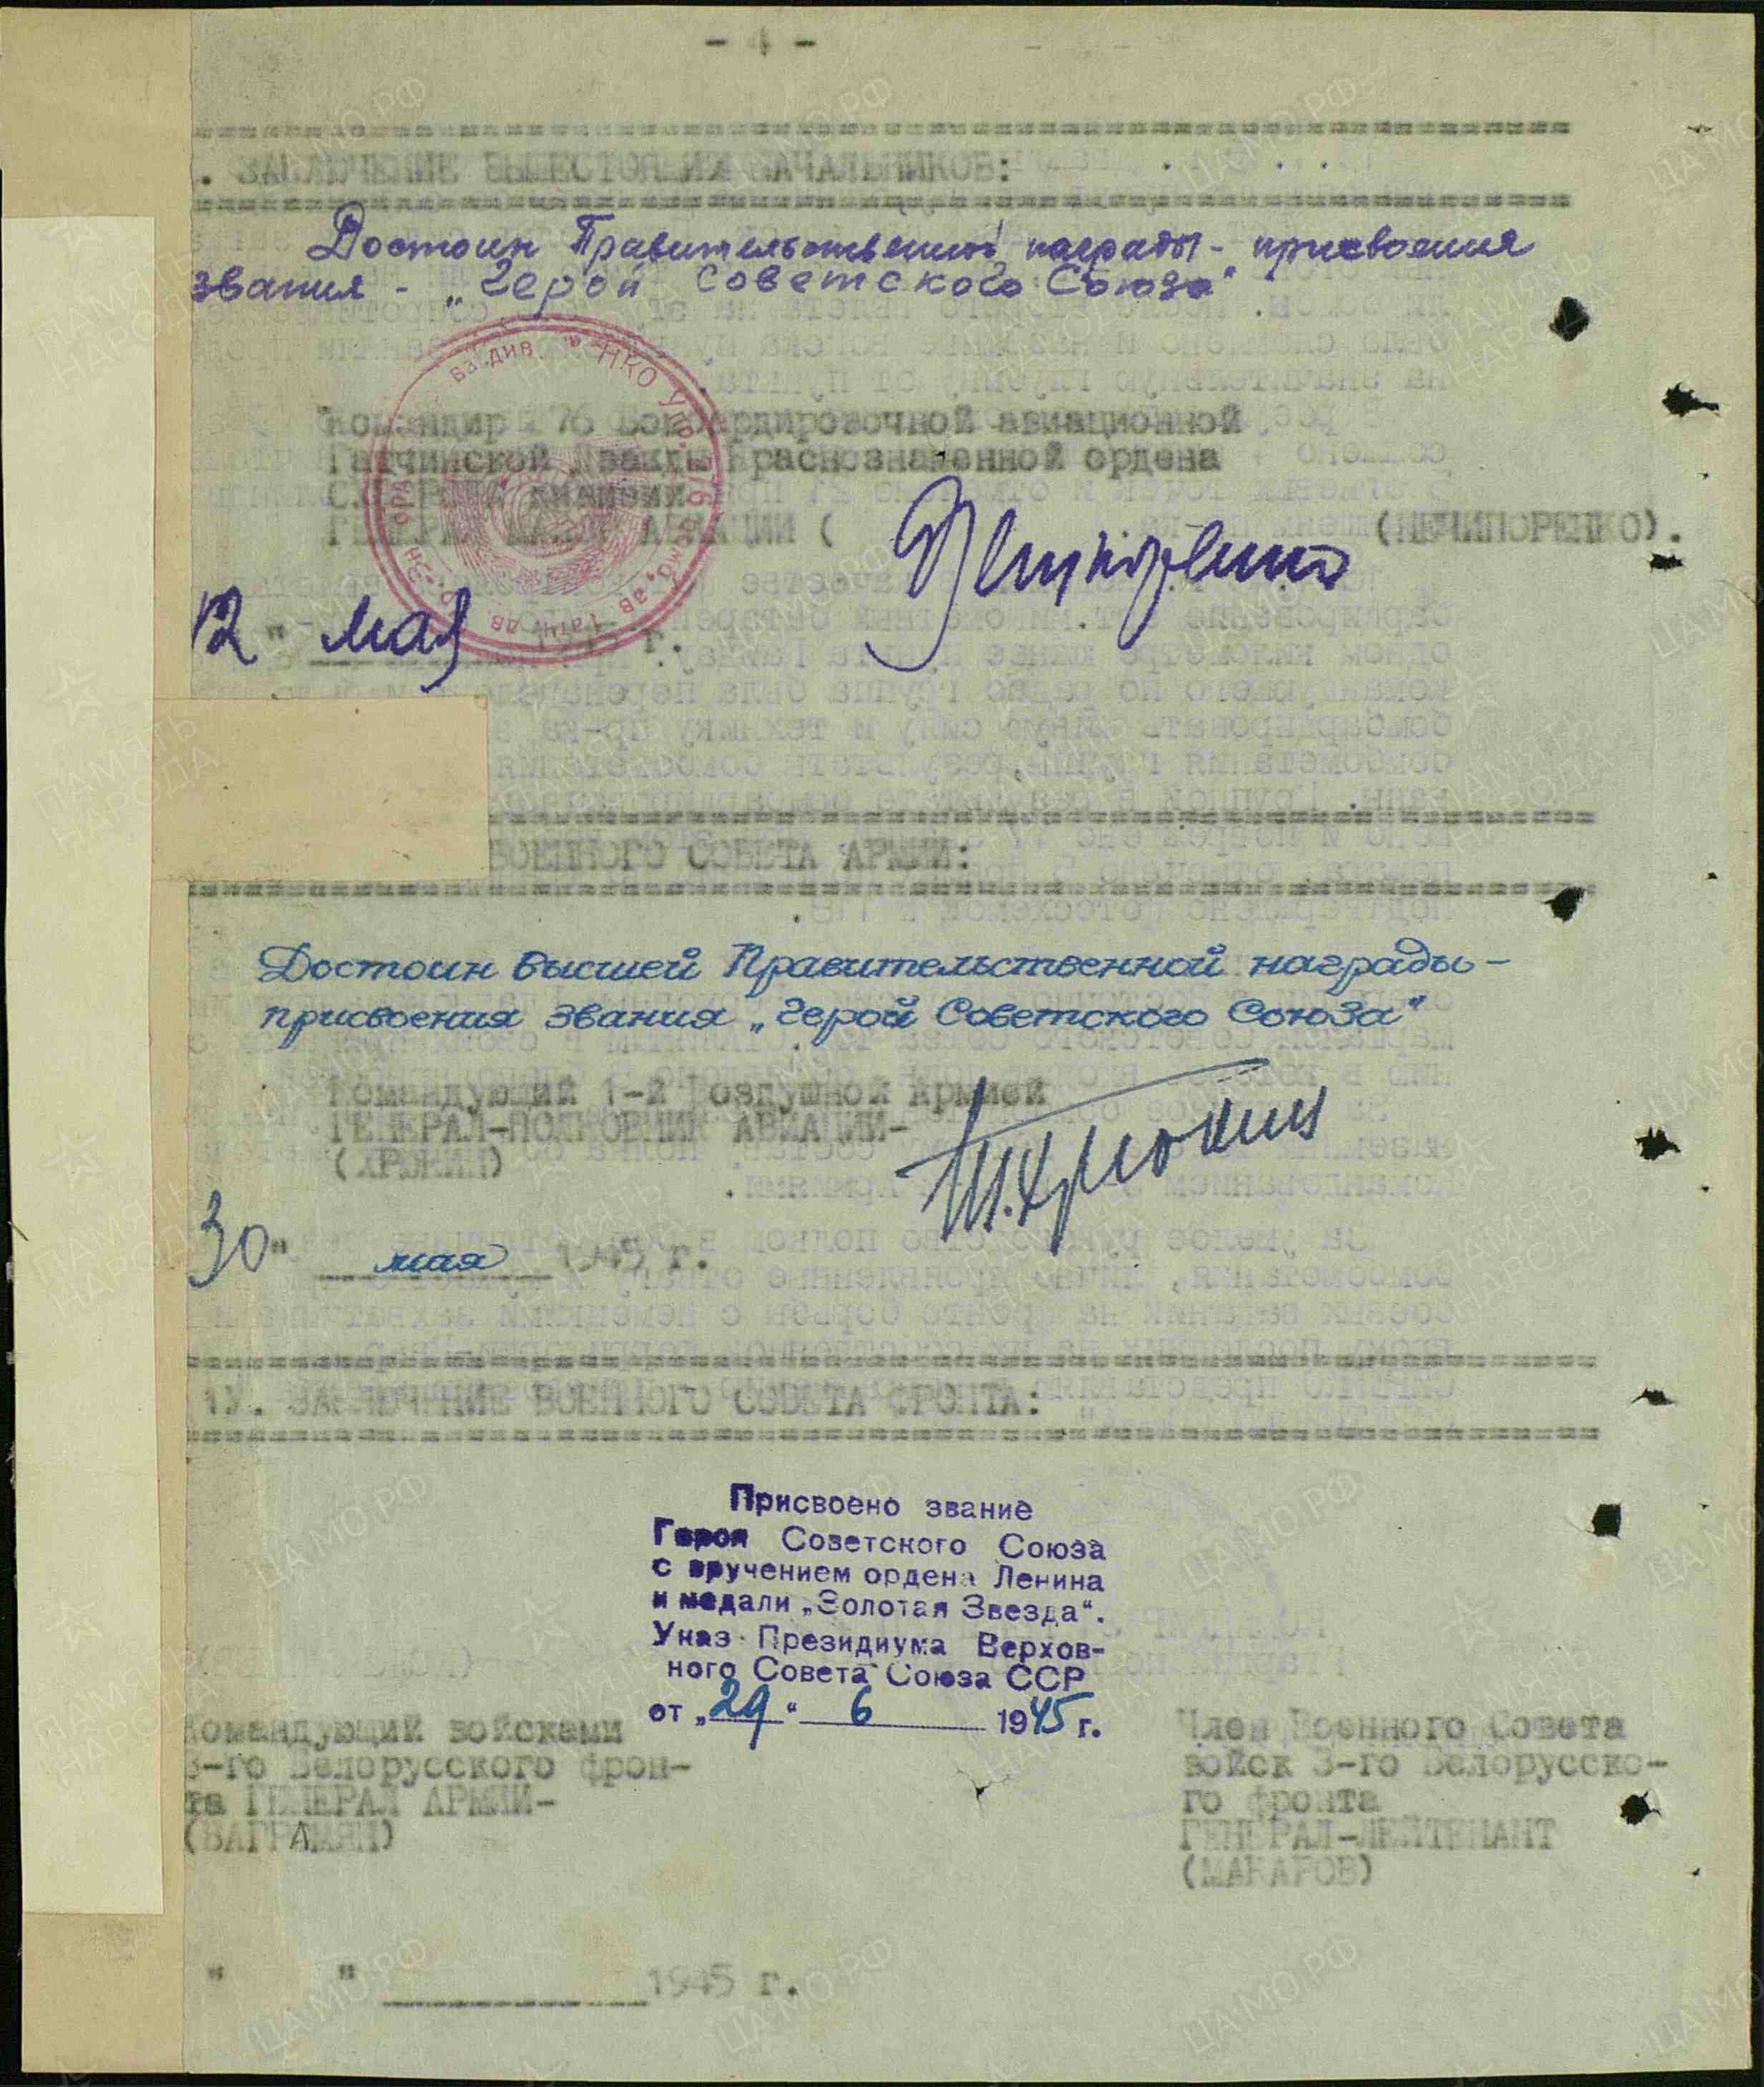 - 4 -
. ЗАКЛЮЧЕНИЕ ВЫШЕСТОЯЩИХ НАЧАЛЬНИКОВ:
Достоин Правительственной награды - присвоения
звания - „Герой Советского Союза"
Командир 276 Бомбардировочной авиационной
Гатчинской Дважды Краснознаменной ордена
дивизии
ГЕНЕРАЛ МАЙОР АВИАЦИИ ( (НЕЧИПОРЕНКО).
12 " мая г.
ВОЕННОГО СОВЕТА АРМИИ:
Достоин высшей Правительственной награды -
присвоения звания „Герой Советского Союза"
Командующий 1-й Воздушной Армией
ГЕНЕРАЛ-ПОЛКОВНИК АВИАЦИИ-
(ХРЮКИН)
Т.Хрюкин
30 " мая 1945 г.
1У. ЗАКЛЮЧЕНИЕ ВОЕННОГО СОВЕТА ФРОНТА:
Присвоено звание
Героя Советского Союза
с вручением ордена Ленина
и медали „Золотая Звезда".
Указ Президиума Верхов-
ного Совета Союза ССР
от „29" 6 1945 г.
Командующий войсками
3-го Белорусского фрон-
та ГЕНЕРАЛ АРМИИ-
(БАГРАМЯН)
Член Военного Совета
войск 3-го Белорусско-
го фронта
ГЕНЕРАЛ-ЛЕЙТЕНАНТ
(МАКАРОВ)
" " 1945 г.